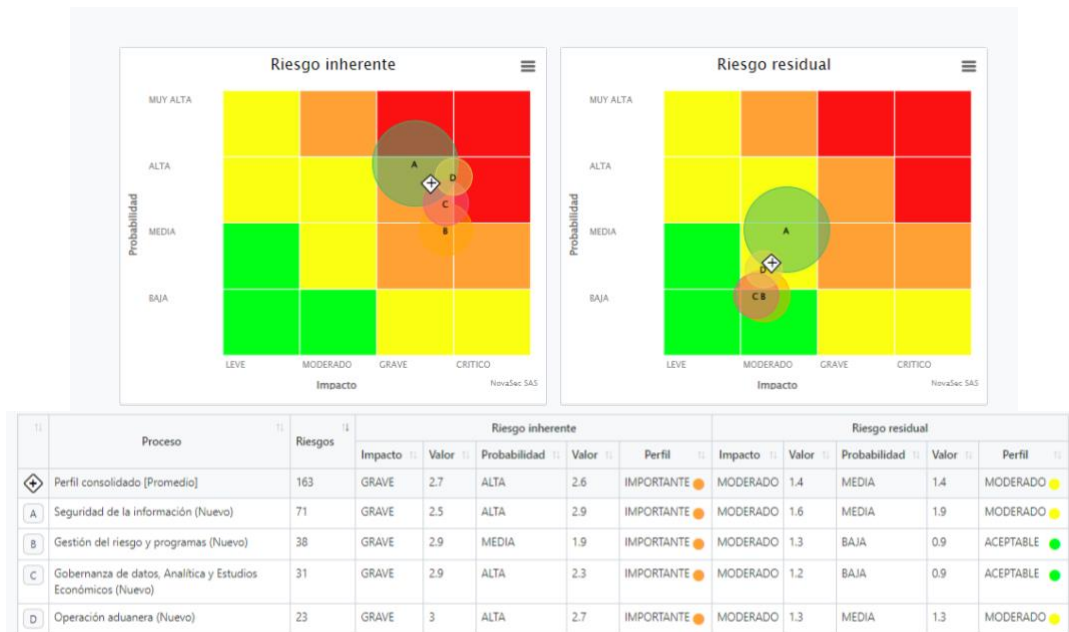 Riesgo inherente
MUY ALTA
ALTA
MEDIA
BAJA
Probabilidad
A
D
C
B
LEVE MODERADO GRAVE CRITICO
Impacto
NovaSec SAS
Riesgo residual
MUY ALTA
ALTA
MEDIA
BAJA
Probabilidad
A
D
C B
LEVE MODERADO GRAVE CRITICO
Impacto
NovaSec SAS
Proceso Riesgos Riesgo inherente Riesgo residual
Impacto Valor Probabilidad Valor Perfil Impacto Valor Probabilidad Valor Perfil
Perfil consolidado [Promedio] 163 GRAVE 2.7 ALTA 2.6 IMPORTANTE MODERADO 1.4 MEDIA 1.4 MODERADO
A Seguridad de la información (Nuevo) 71 GRAVE 2.5 ALTA 2.9 IMPORTANTE MODERADO 1.6 MEDIA 1.9 MODERADO
B Gestión del riesgo y programas (Nuevo) 38 GRAVE 2.9 MEDIA 1.9 IMPORTANTE MODERADO 1.3 BAJA 0.9 ACEPTABLE
C Gobernanza de datos, Analítica y Estudios 31 GRAVE 2.9 ALTA 2.3 IMPORTANTE MODERADO 1.2 BAJA 0.9 ACEPTABLE
Económicos (Nuevo)
D Operación aduanera (Nuevo) 23 GRAVE 3 ALTA 2.7 IMPORTANTE MODERADO 1.3 MEDIA 1.3 MODERADO